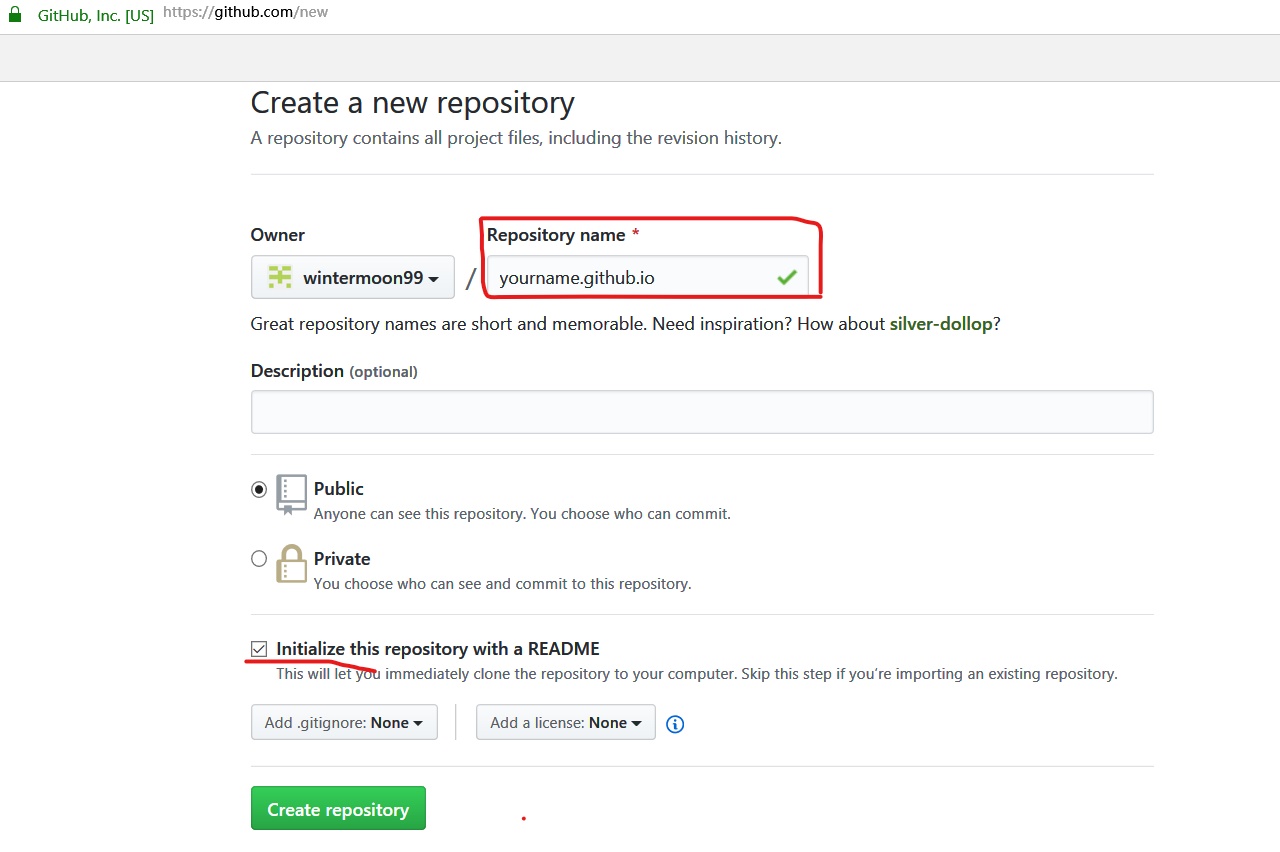 GitHub, Inc. [US] https://github.com/new
Create a new repository
A repository contains all project files, including the revision history.
Owner
Repository name *
wintermoon99 / yourname.github.io
Great repository names are short and memorable. Need inspiration? How about silver-dollop?
Description (optional)
Public
Anyone can see this repository. You choose who can commit.
Private
You choose who can see and commit to this repository.
Initialize this repository with a README
This will let you immediately clone the repository to your computer. Skip this step if you’re importing an existing repository.
Add .gitignore: None
Add a license: None
Create repository